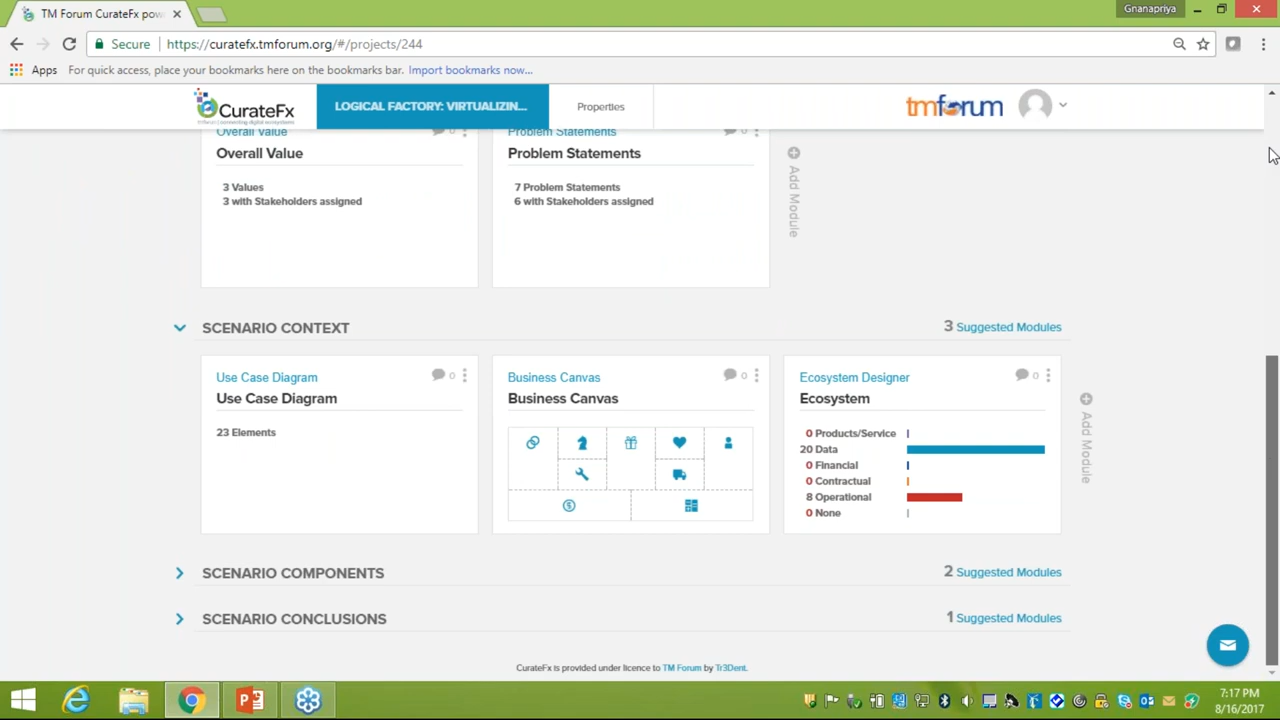 Gnanapriya
TM Forum CurateFx pow
Secure https://curatefx.tmforum.org/#/projects/244
Apps For quick access, place your bookmarks here on the bookmarks bar. Import bookmarks now...
CurateFx
LOGICAL FACTORY: VIRTUALIZIN...
Properties
tmforum
Overall Value
0
Overall Value
3 Values
3 with Stakeholders assigned
Problem Statements
0
Problem Statements
7 Problem Statements
6 with Stakeholders assigned
Add Module
SCENARIO CONTEXT
3 Suggested Modules
Use Case Diagram
0
Use Case Diagram
23 Elements
Business Canvas
0
Business Canvas
Ecosystem Designer
0
Ecosystem
0 Products/Service
20 Data
0 Financial
0 Contractual
8 Operational
0 None
Add Module
SCENARIO COMPONENTS
2 Suggested Modules
SCENARIO CONCLUSIONS
1 Suggested Modules
CurateFx is provided under licence to TM Forum by Tr3Dent.
7:17 PM
8/16/2017